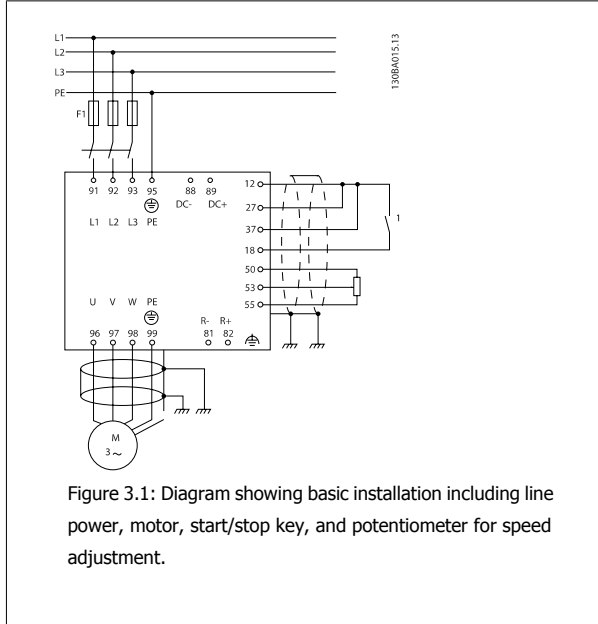 L1
L2
L3
PE
130BA015.13
F1
91 92 93 95 88 89 12
DC- DC+
27
L1 L2 L3 PE
37
1
18
50
53
55
U V W PE
R- R+
96 97 98 99 81 82
M
3 ~
Figure 3.1: Diagram showing basic installation including line
power, motor, start/stop key, and potentiometer for speed
adjustment.